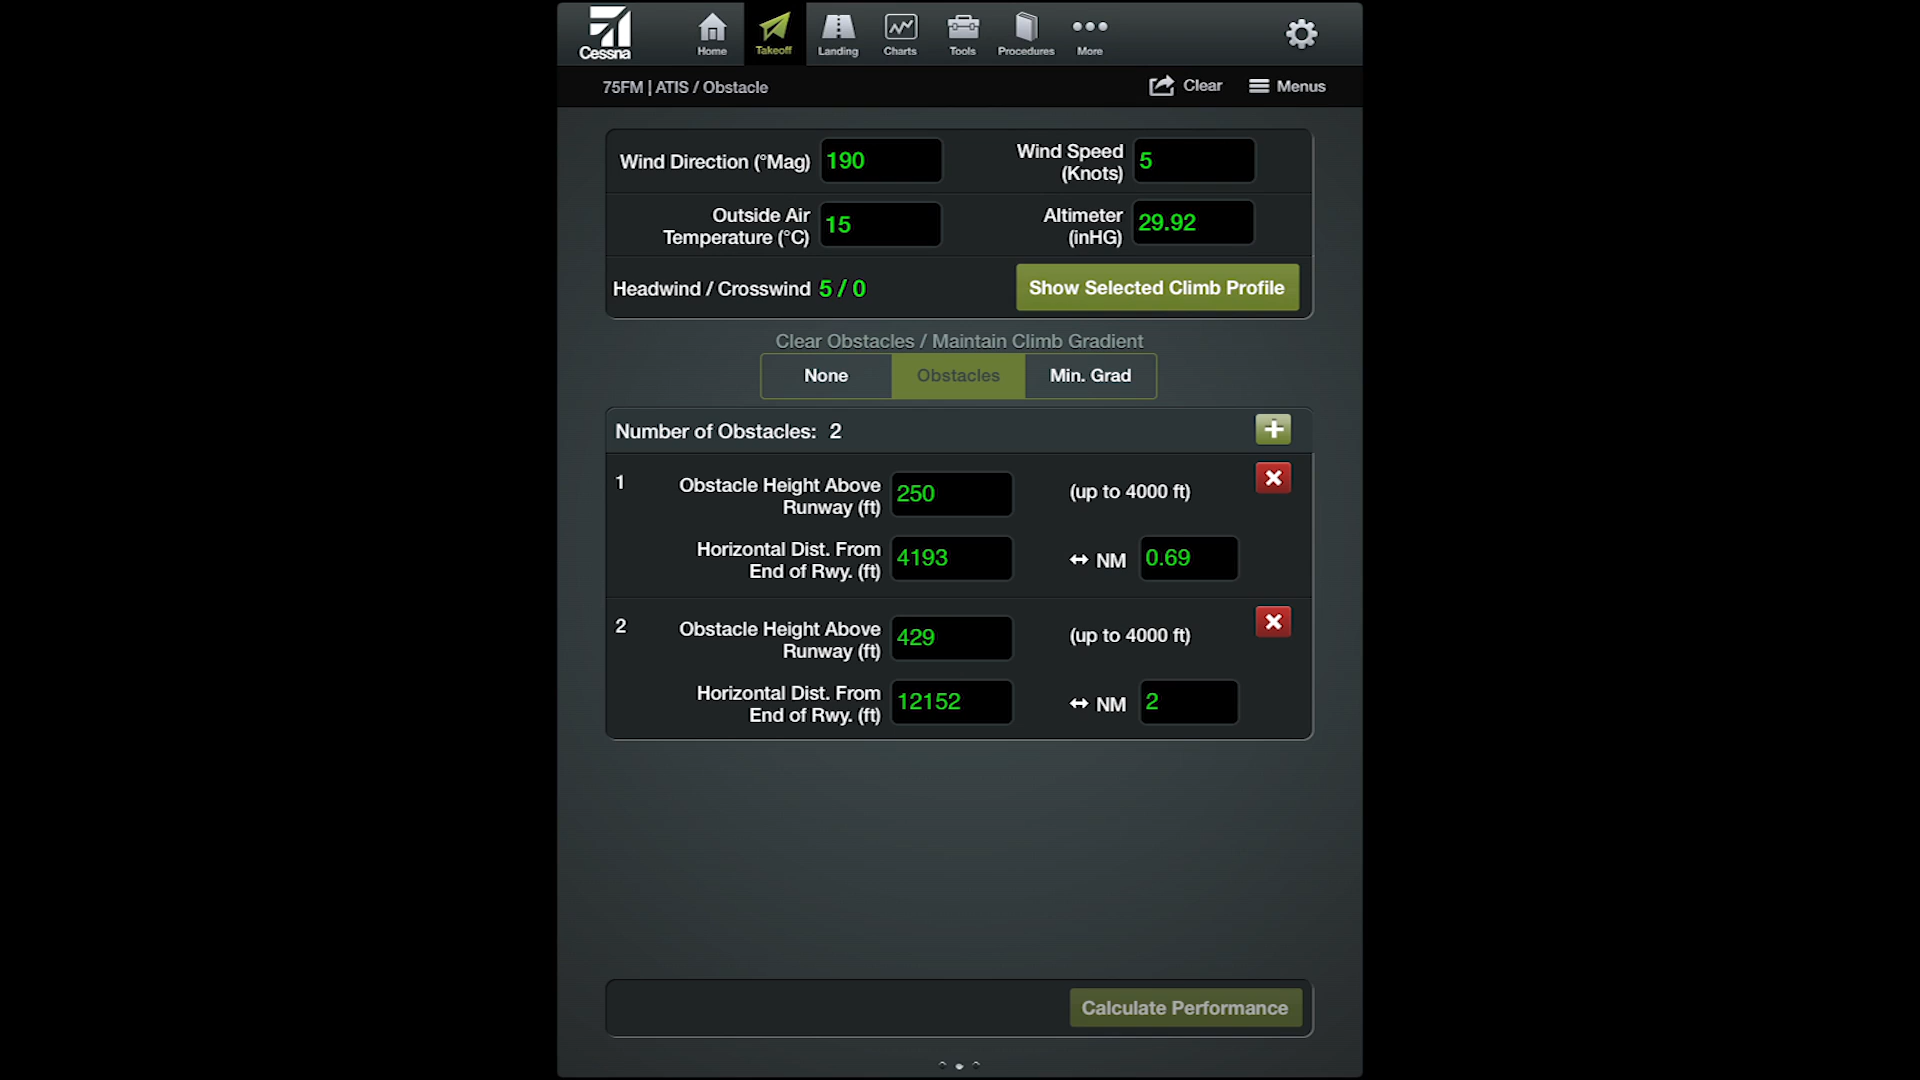 Cessna
Home
Takeoff
Landing
Charts
Tools
Procedures
More
75FM | ATIS / Obstacle
Clear
Menus
Wind Direction (°Mag) 190
Wind Speed
(Knots) 5
Outside Air
Temperature (°C) 15
Altimeter
(inHG) 29.92
Headwind / Crosswind 5 / 0
Show Selected Climb Profile
Clear Obstacles / Maintain Climb Gradient
None
Obstacles
Min. Grad
Number of Obstacles: 2
1
Obstacle Height Above
Runway (ft) 250
(up to 4000 ft)
Horizontal Dist. From
End of Rwy. (ft) 4193
↔ NM 0.69
2
Obstacle Height Above
Runway (ft) 429
(up to 4000 ft)
Horizontal Dist. From
End of Rwy. (ft) 12152
↔ NM 2
Calculate Performance